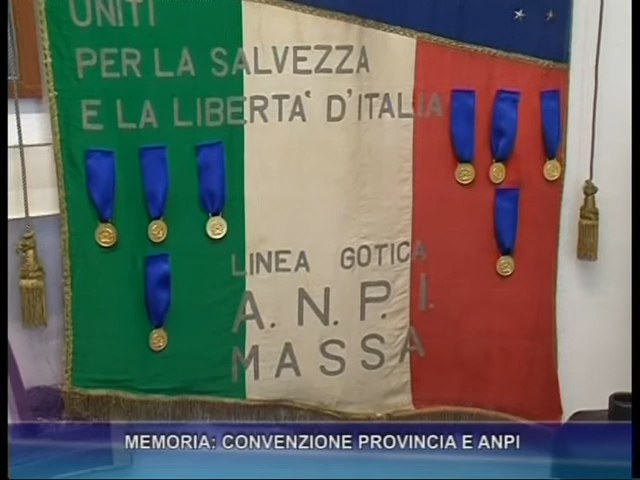 UNITI
PER LA SALVEZZA
E LA LIBERTA' D'ITALIA
LINEA GOTICA
A.N.P.I.
MASSA
MEMORIA: CONVENZIONE PROVINCIA E ANPI